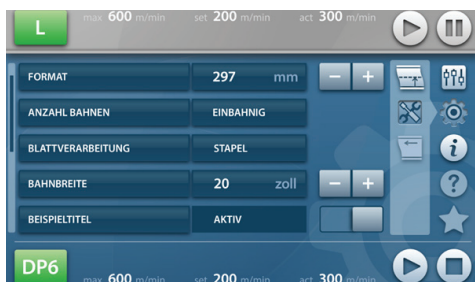 L max 600 m/min set 200 m/min act 300 m/min
FORMAT 297 mm − +
ANZAHL BAHNEN EINBAHNIG
BLATTVERARBEITUNG STAPEL
BAHNBREITE 20 zoll − +
BEISPIELTITEL AKTIV
DP6 max 600 m/min set 200 m/min act 300 m/min
i
?